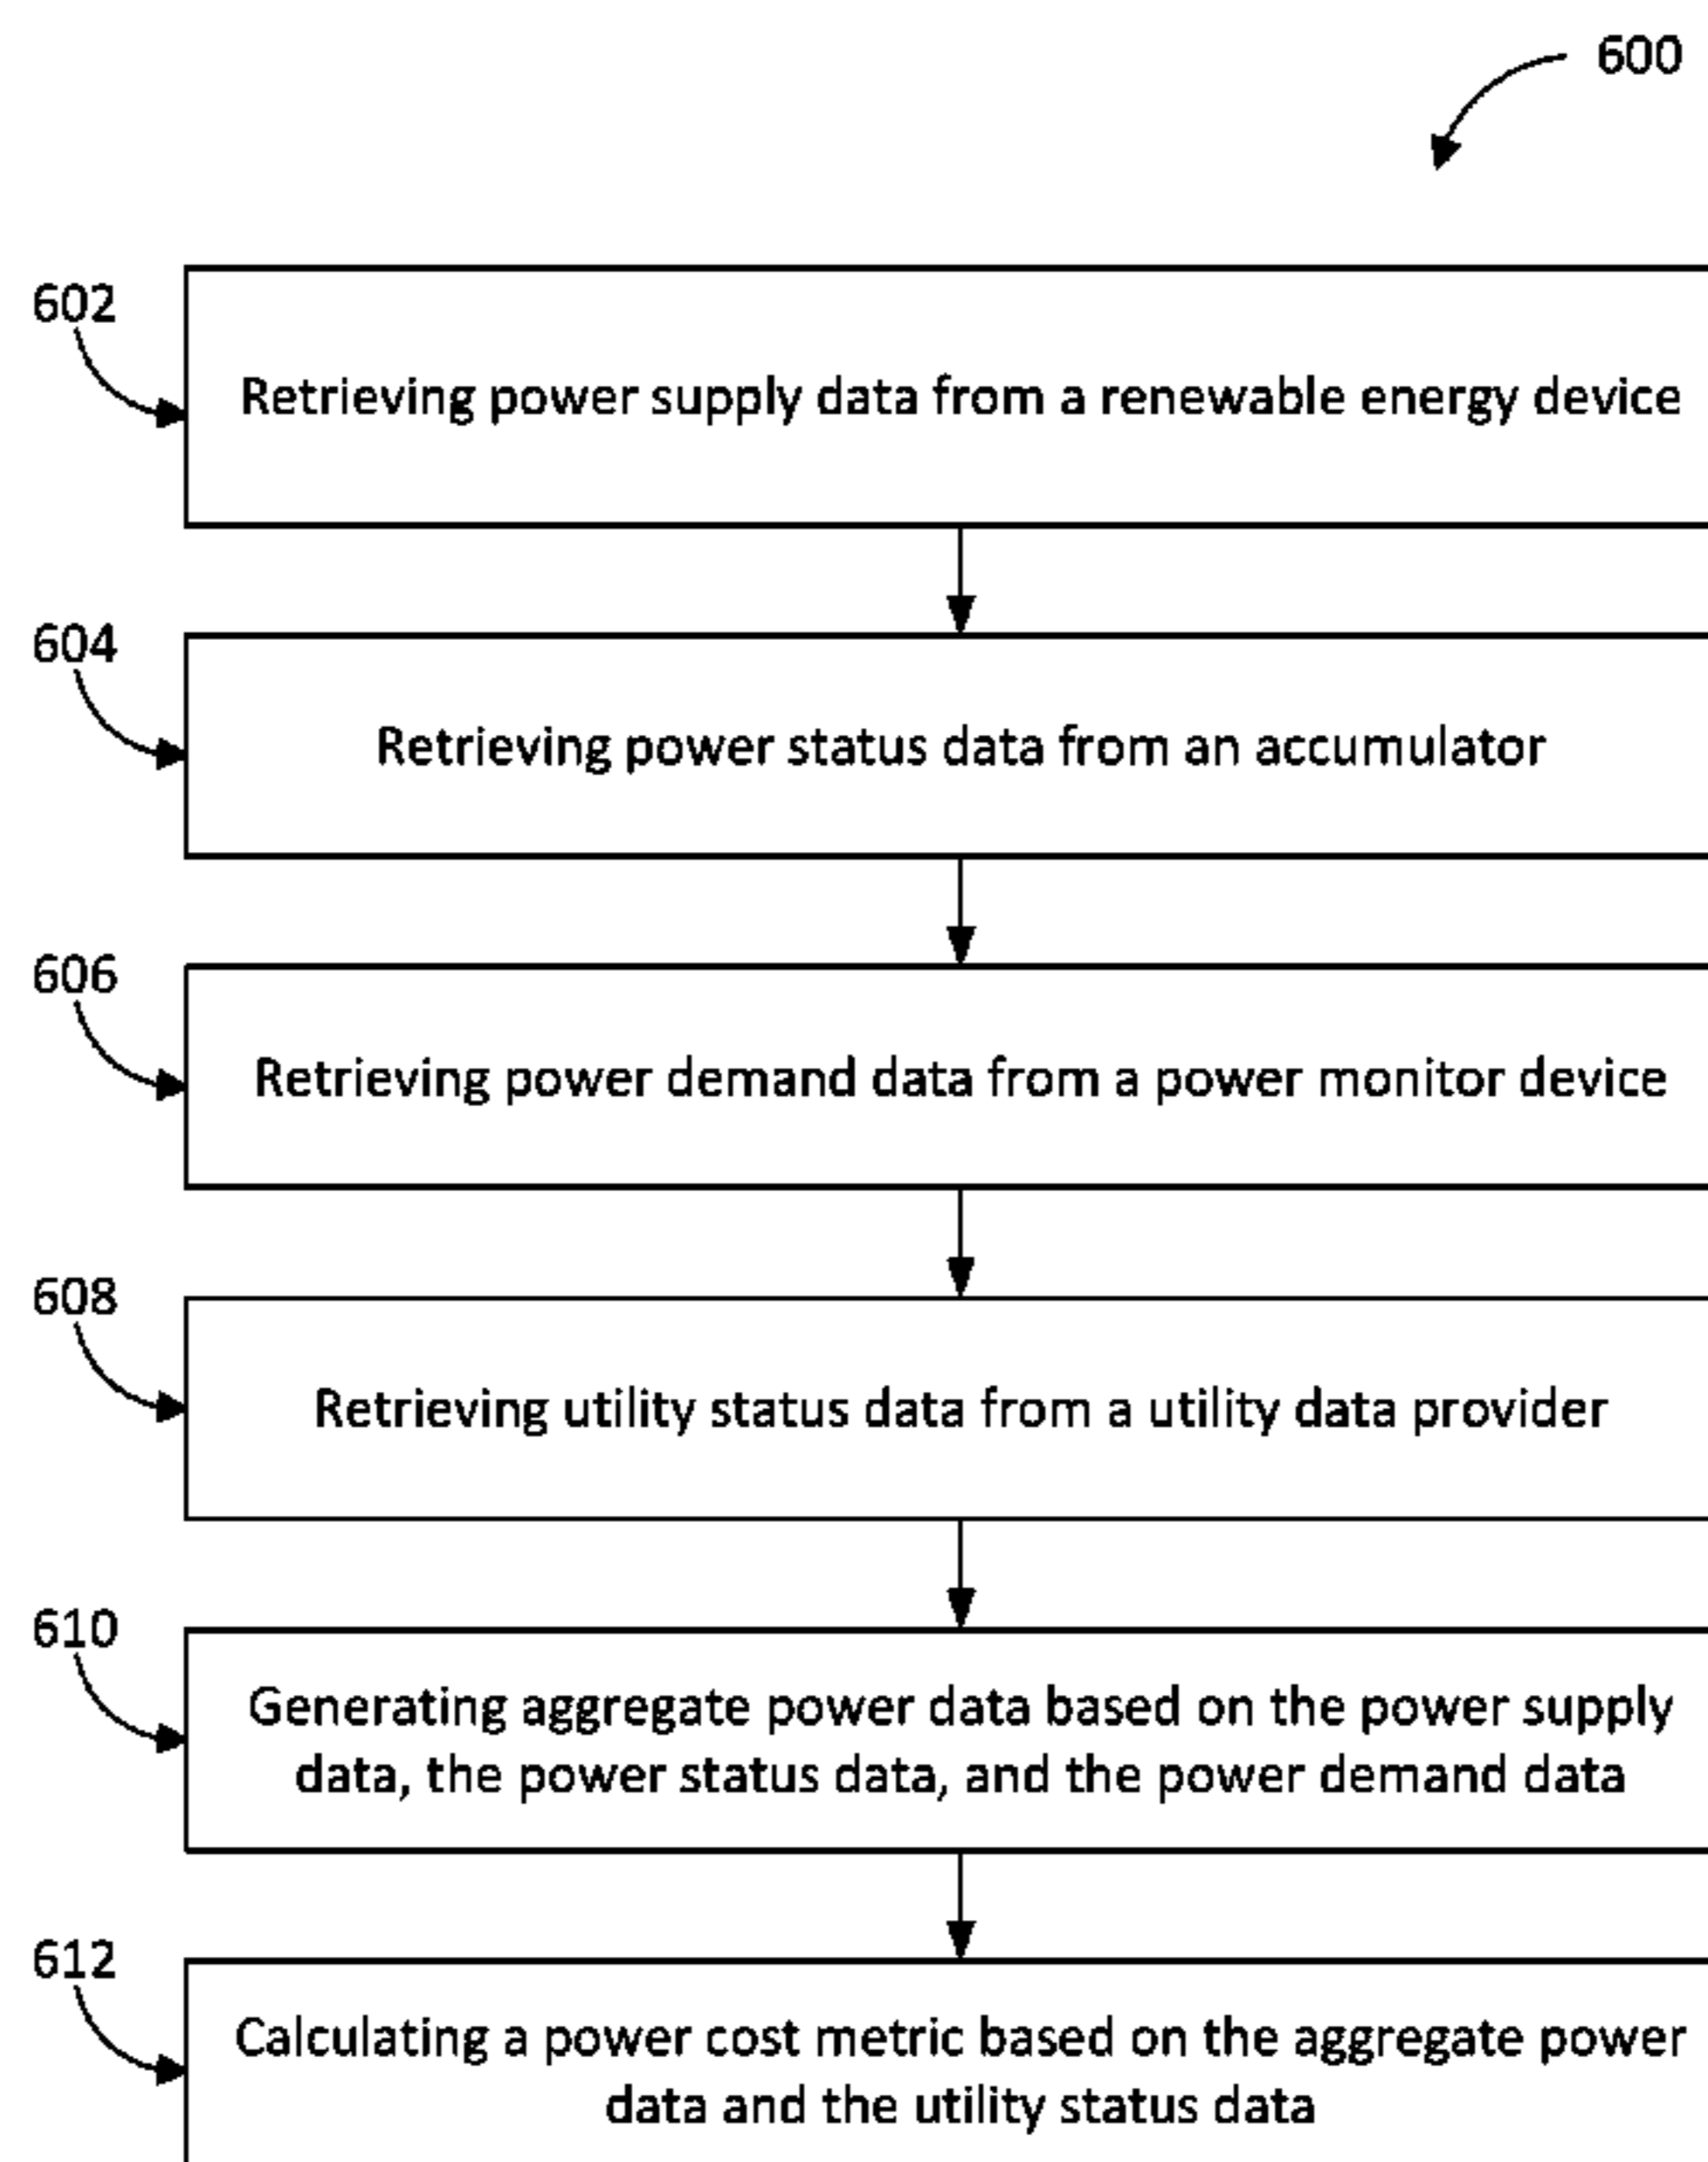 600
602
Retrieving power supply data from a renewable energy device
604
Retrieving power status data from an accumulator
606
Retrieving power demand data from a power monitor device
608
Retrieving utility status data from a utility data provider
610
Generating aggregate power data based on the power supply
data, the power status data, and the power demand data
612
Calculating a power cost metric based on the aggregate power
data and the utility status data